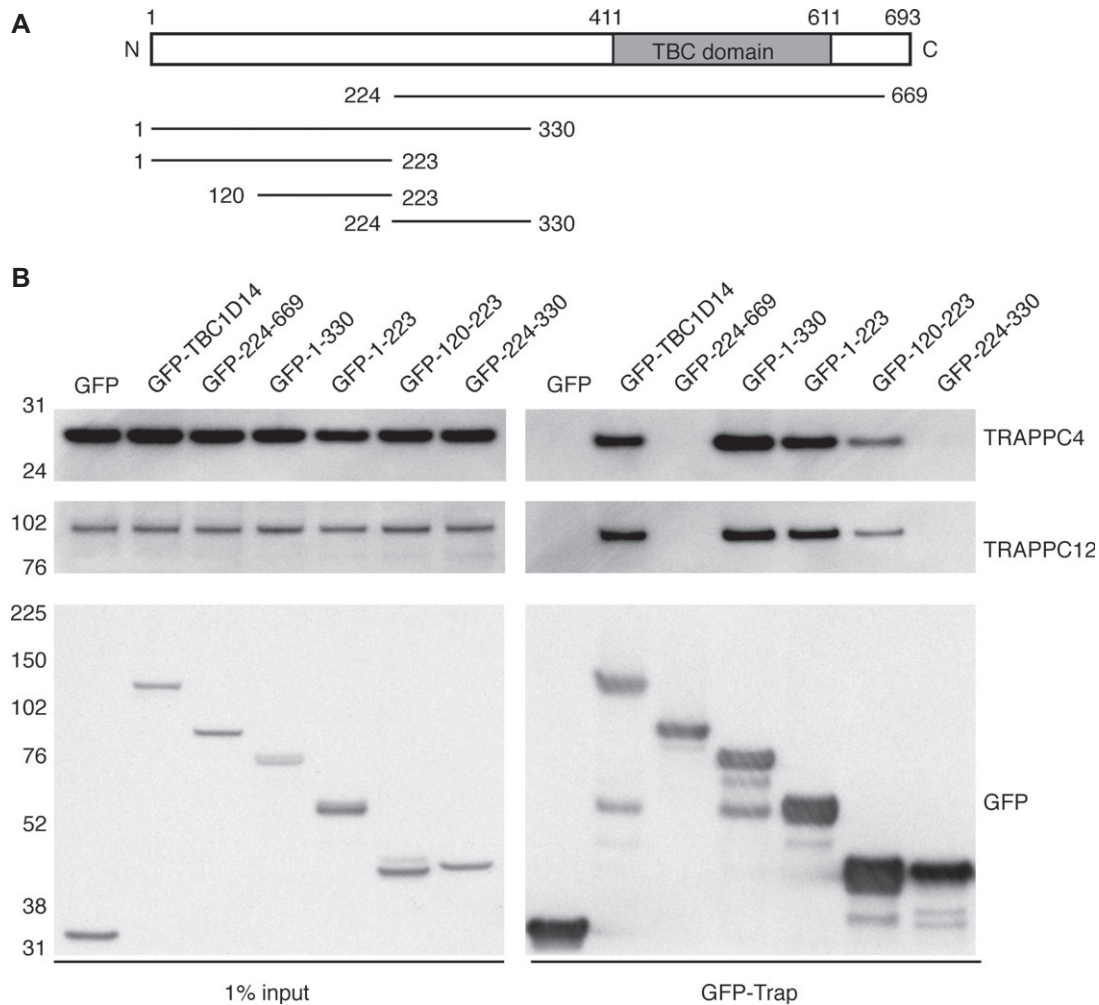 A
1 411 611 693
N TBC domain C
224 669
1 330
1 223
120 223
224 330
B
GFP GFP-TBC1D14 GFP-224-669 GFP-1-330 GFP-1-223 GFP-120-223 GFP-224-330
GFP GFP-TBC1D14 GFP-224-669 GFP-1-330 GFP-1-223 GFP-120-223 GFP-224-330
31
24
TRAPPC4
102
76
TRAPPC12
225
150
102
76
52
38
31
GFP
1% input GFP-Trap